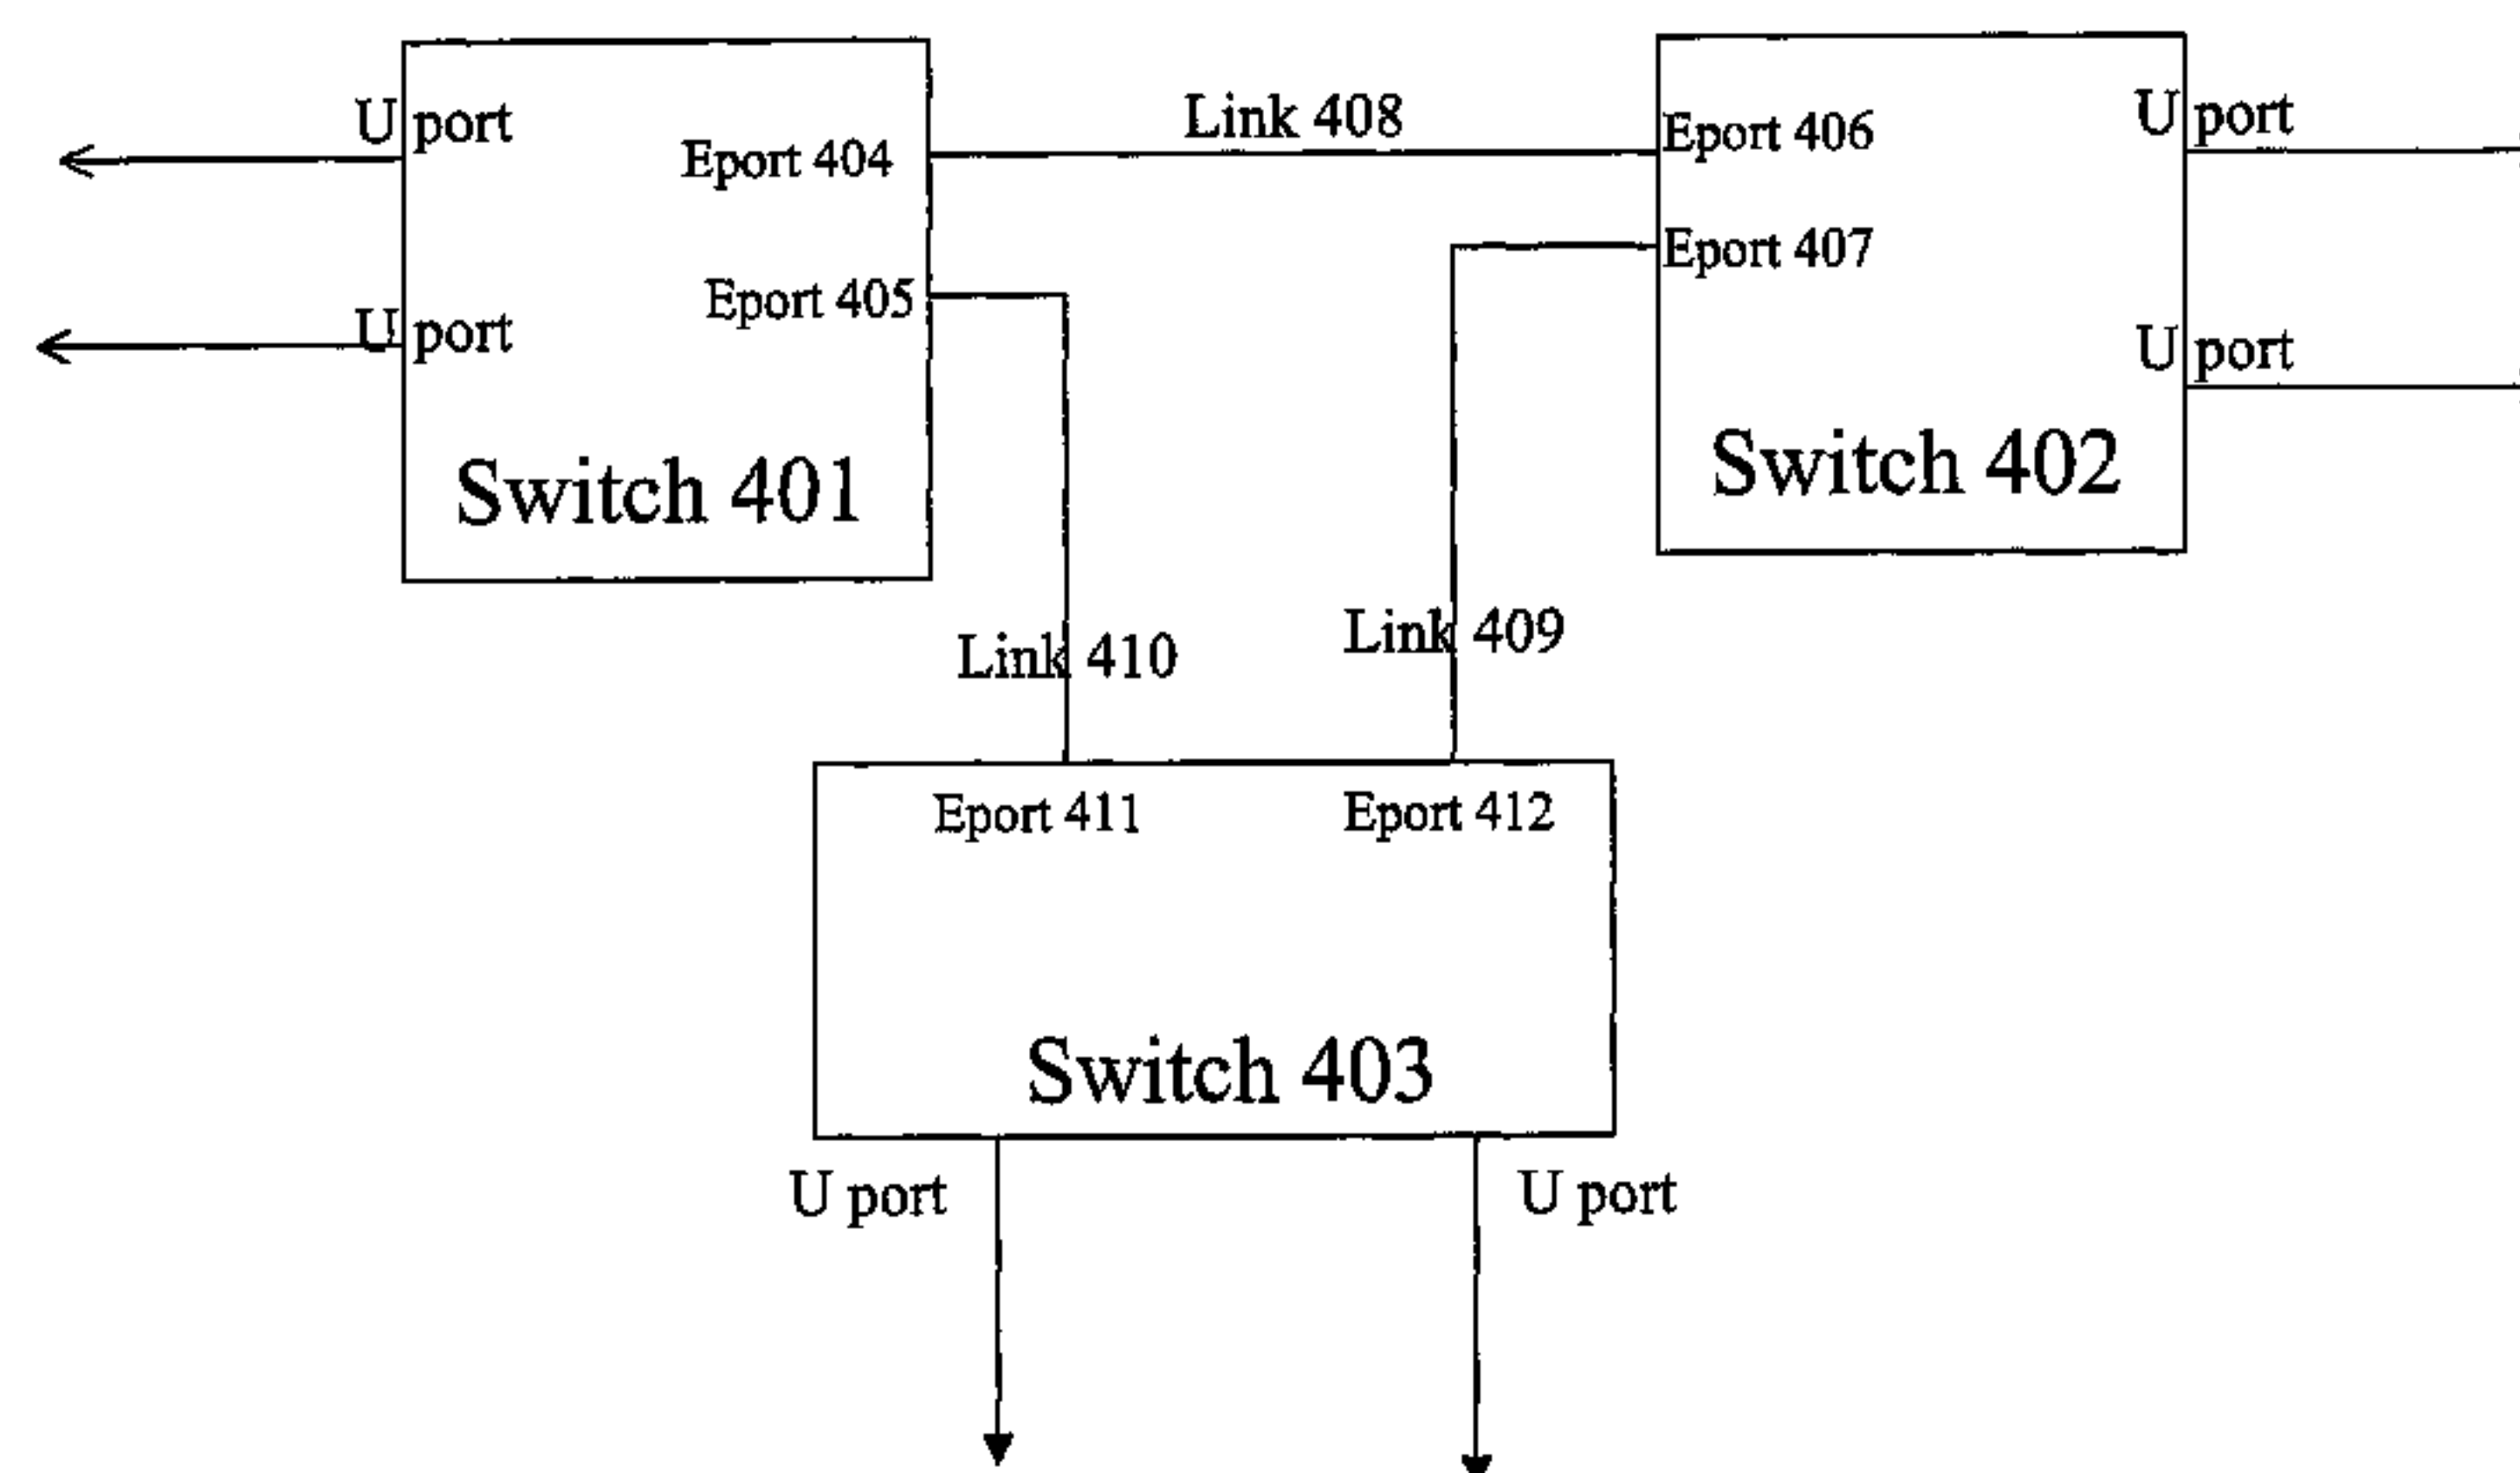 U port
Eport 404
Link 408
Eport 406
U port
Eport 407
U port
Eport 405
U port
Switch 401
Switch 402
Link 410
Link 409
Eport 411
Eport 412
Switch 403
U port
U port